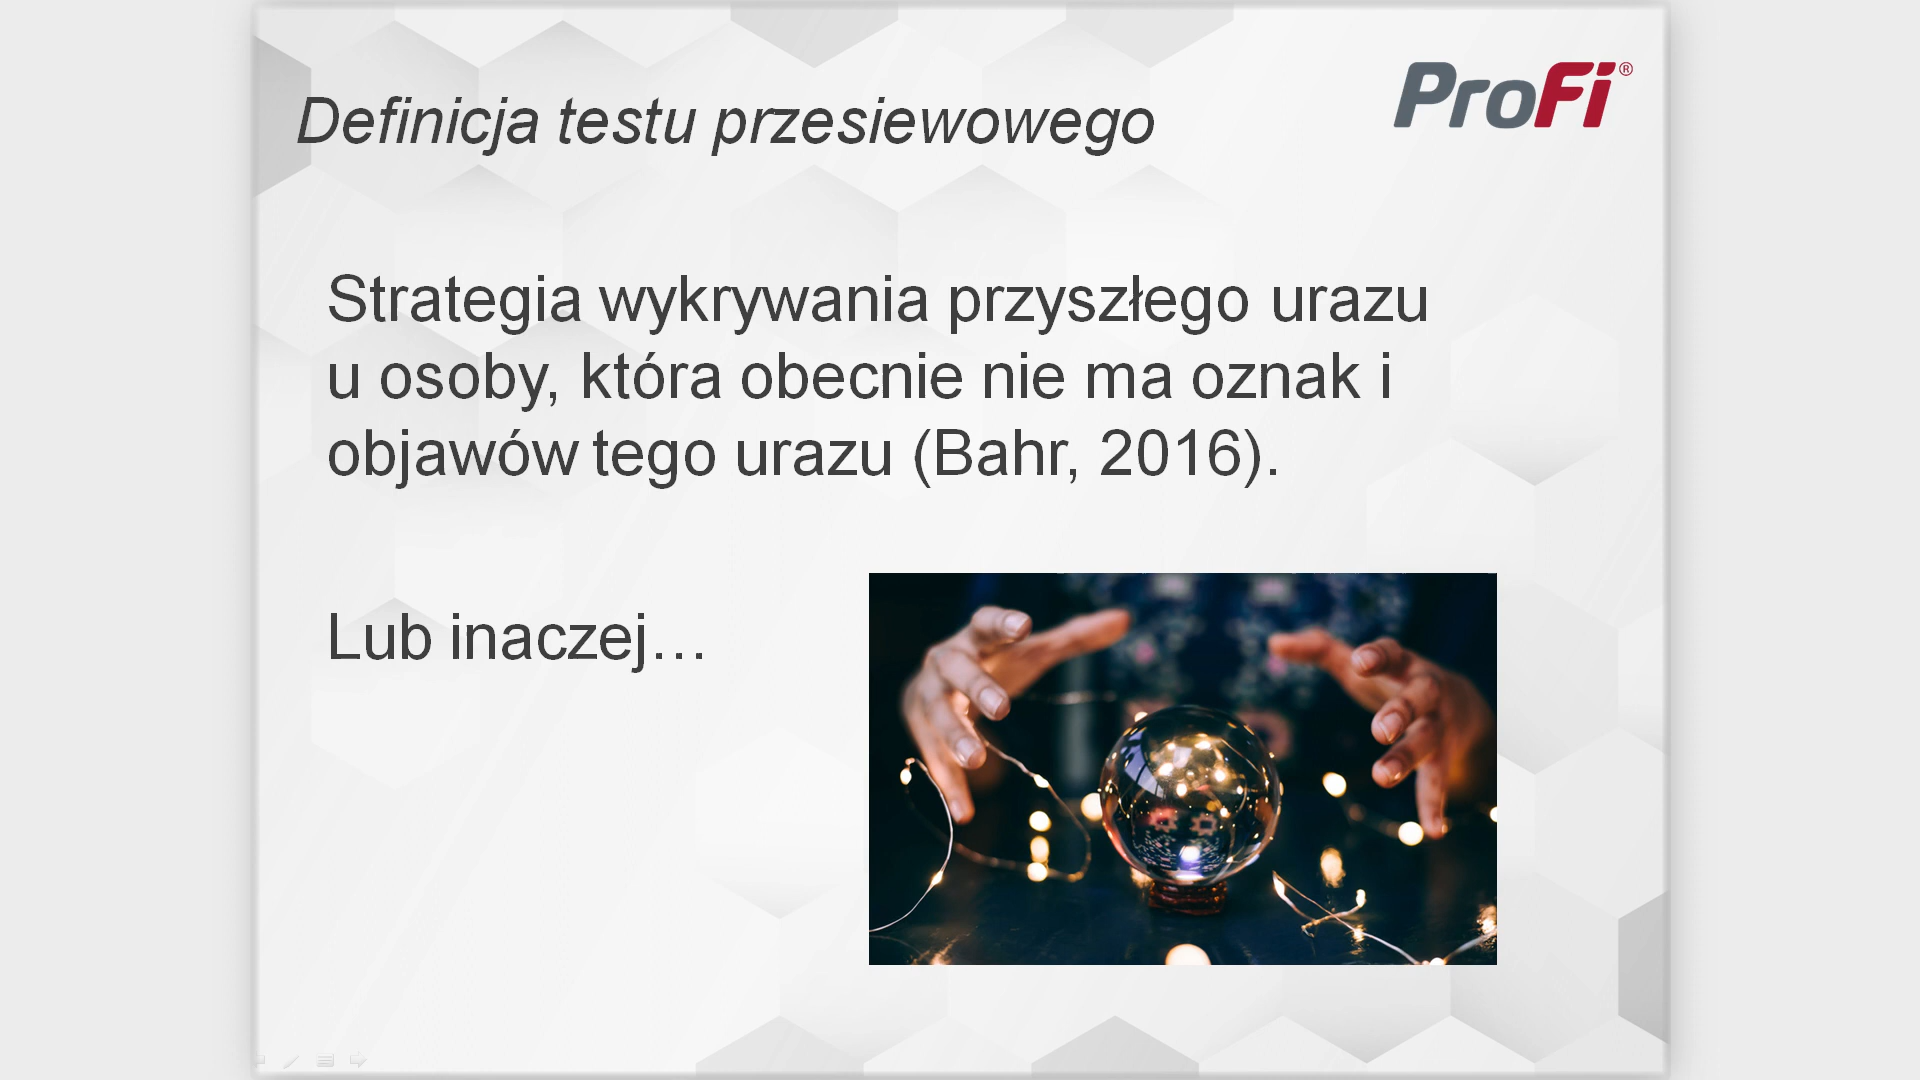 ProFi®
Definicja testu przesiewowego
Strategia wykrywania przyszłego urazu
u osoby, która obecnie nie ma oznak i
objawów tego urazu (Bahr, 2016).
Lub inaczej…